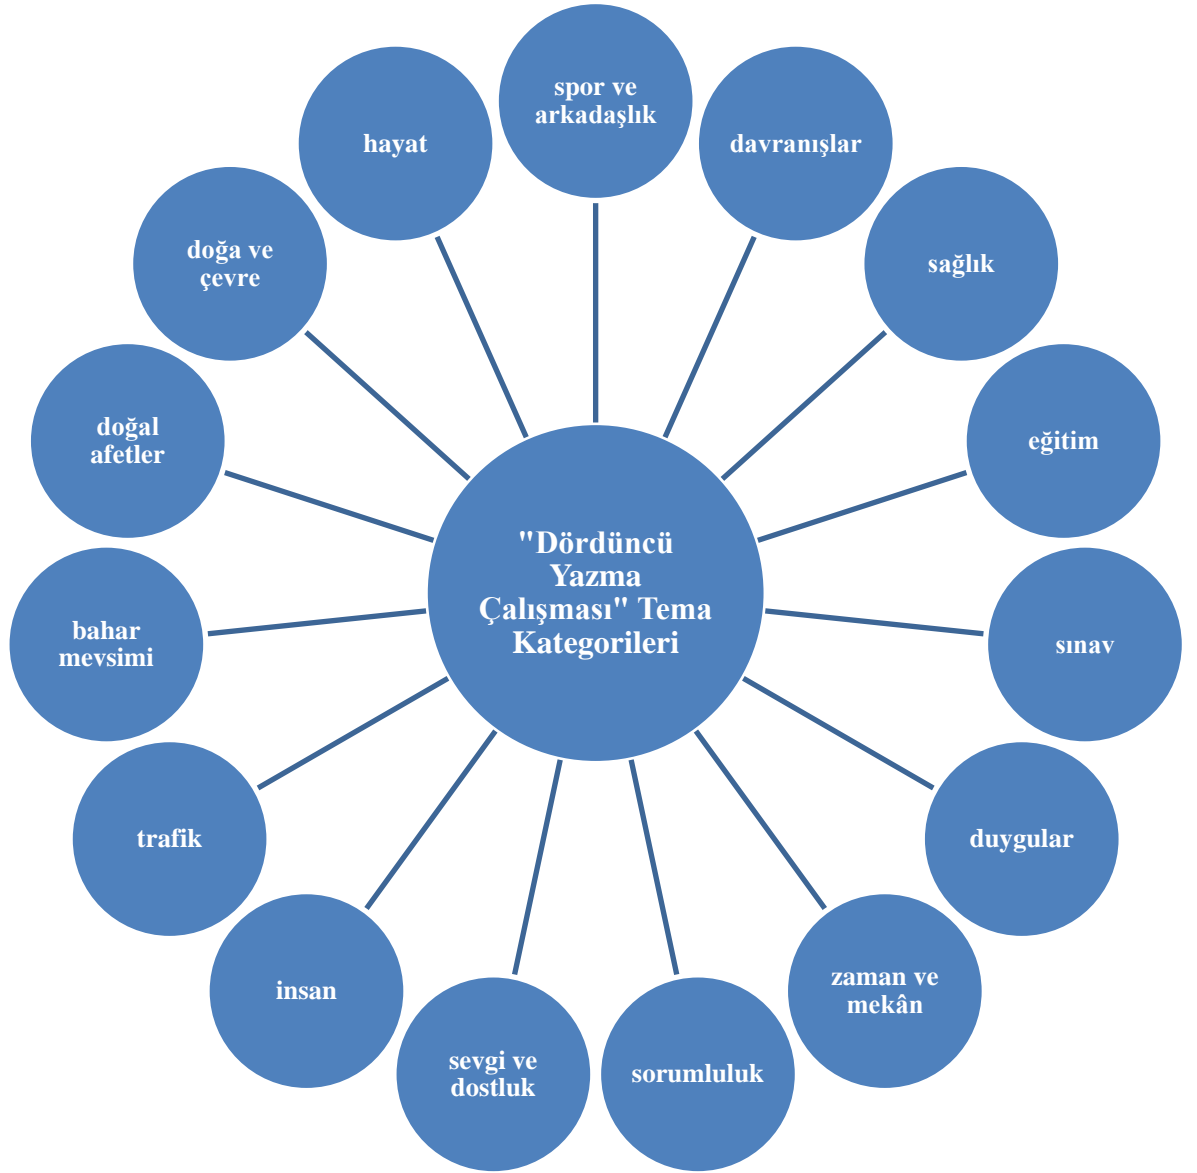 spor ve
arkadaşlık
davranışlar
sağlık
eğitim
sınav
duygular
zaman ve
mekân
sorumluluk
sevgi ve
dostluk
insan
trafik
bahar
mevsimi
doğal
afetler
doğa ve
çevre
hayat
"Dördüncü
Yazma
Çalışması" Tema
Kategorileri